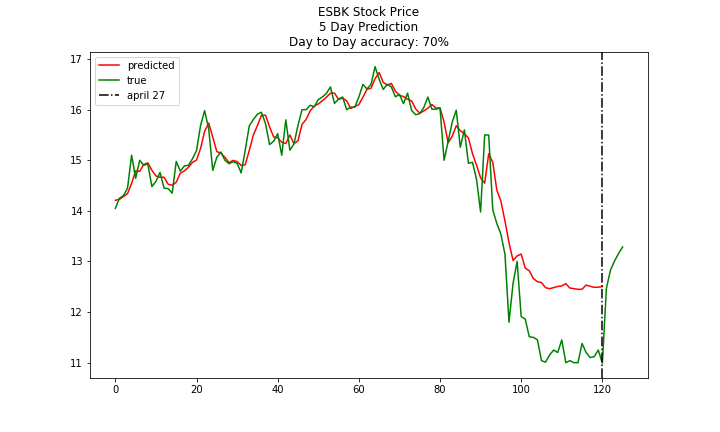 ESBK Stock Price
5 Day Prediction
Day to Day accuracy: 70%
17
16
15
14
13
12
11
predicted
true
april 27
0
20
40
60
80
100
120